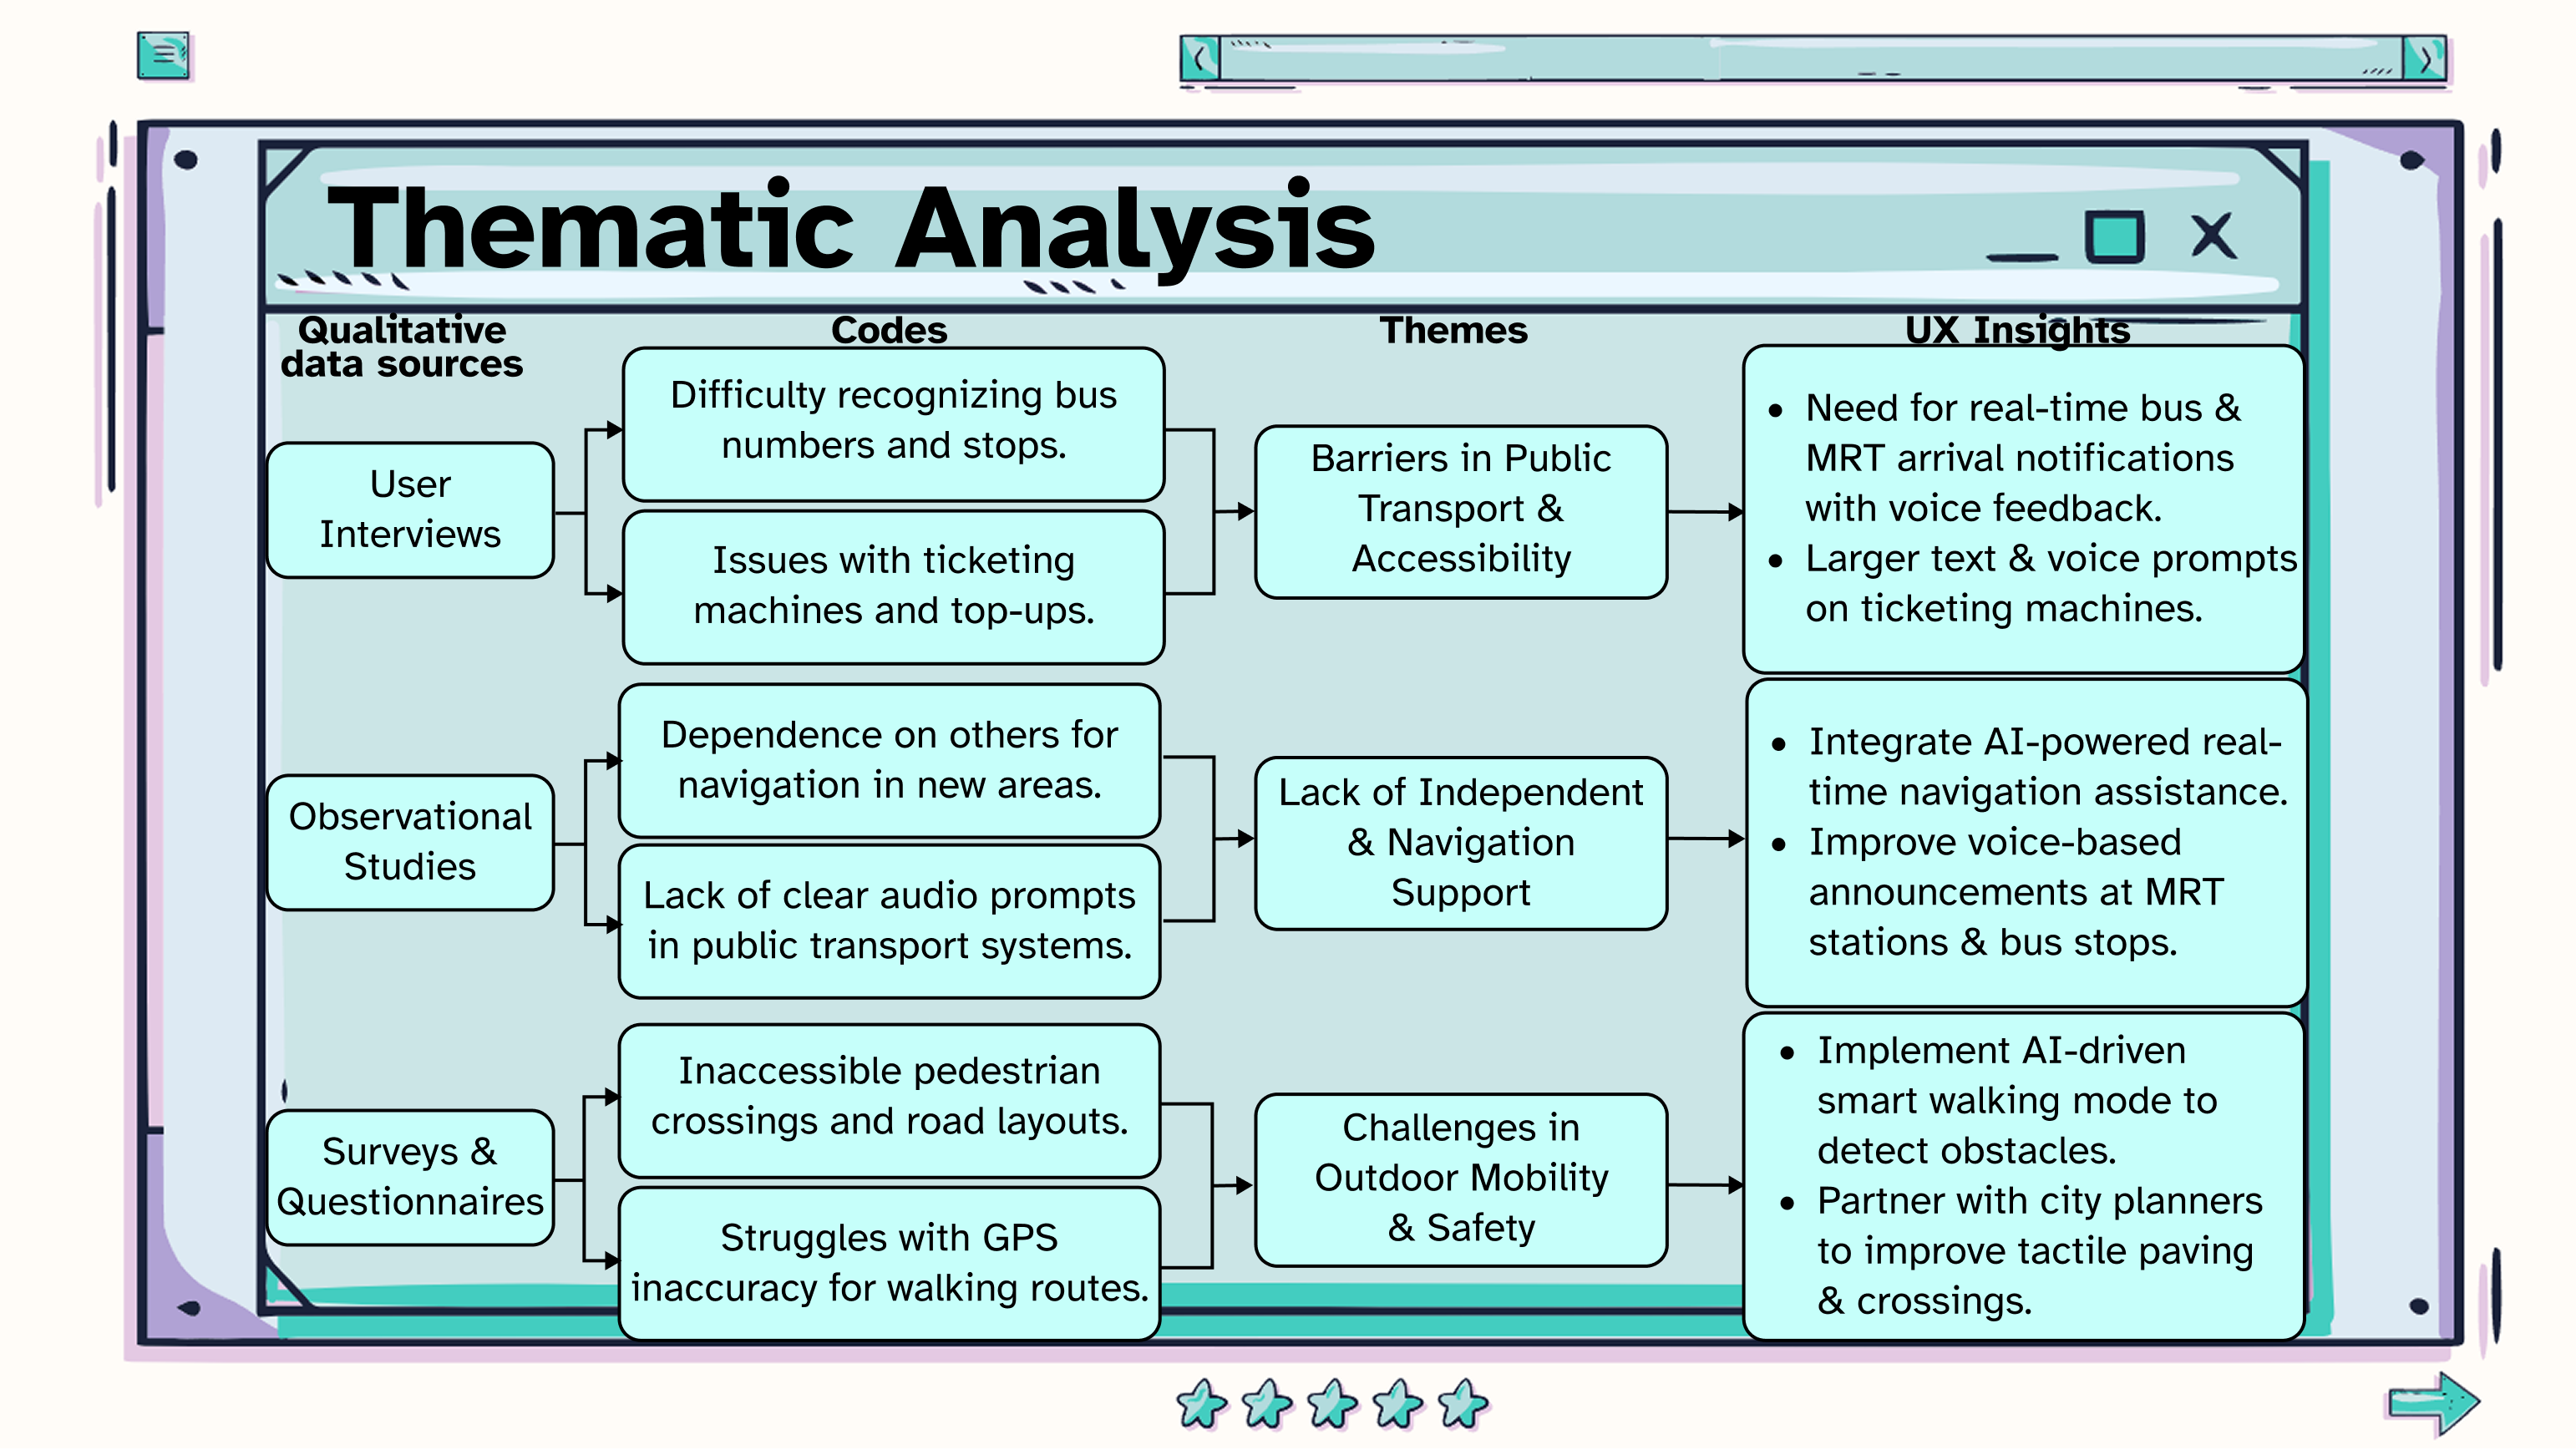 Thematic Analysis
Qualitative
data sources
Codes
Themes
UX Insights
User
Interviews
Difficulty recognizing bus
numbers and stops.
Issues with ticketing
machines and top-ups.
Barriers in Public
Transport &
Accessibility
• Need for real-time bus &
MRT arrival notifications
with voice feedback.
• Larger text & voice prompts
on ticketing machines.
Observational
Studies
Dependence on others for
navigation in new areas.
Lack of clear audio prompts
in public transport systems.
Lack of Independent
& Navigation
Support
• Integrate AI-powered real-
time navigation assistance.
• Improve voice-based
announcements at MRT
stations & bus stops.
Surveys &
Questionnaires
Inaccessible pedestrian
crossings and road layouts.
Struggles with GPS
inaccuracy for walking routes.
Challenges in
Outdoor Mobility
& Safety
• Implement AI-driven
smart walking mode to
detect obstacles.
• Partner with city planners
to improve tactile paving
& crossings.